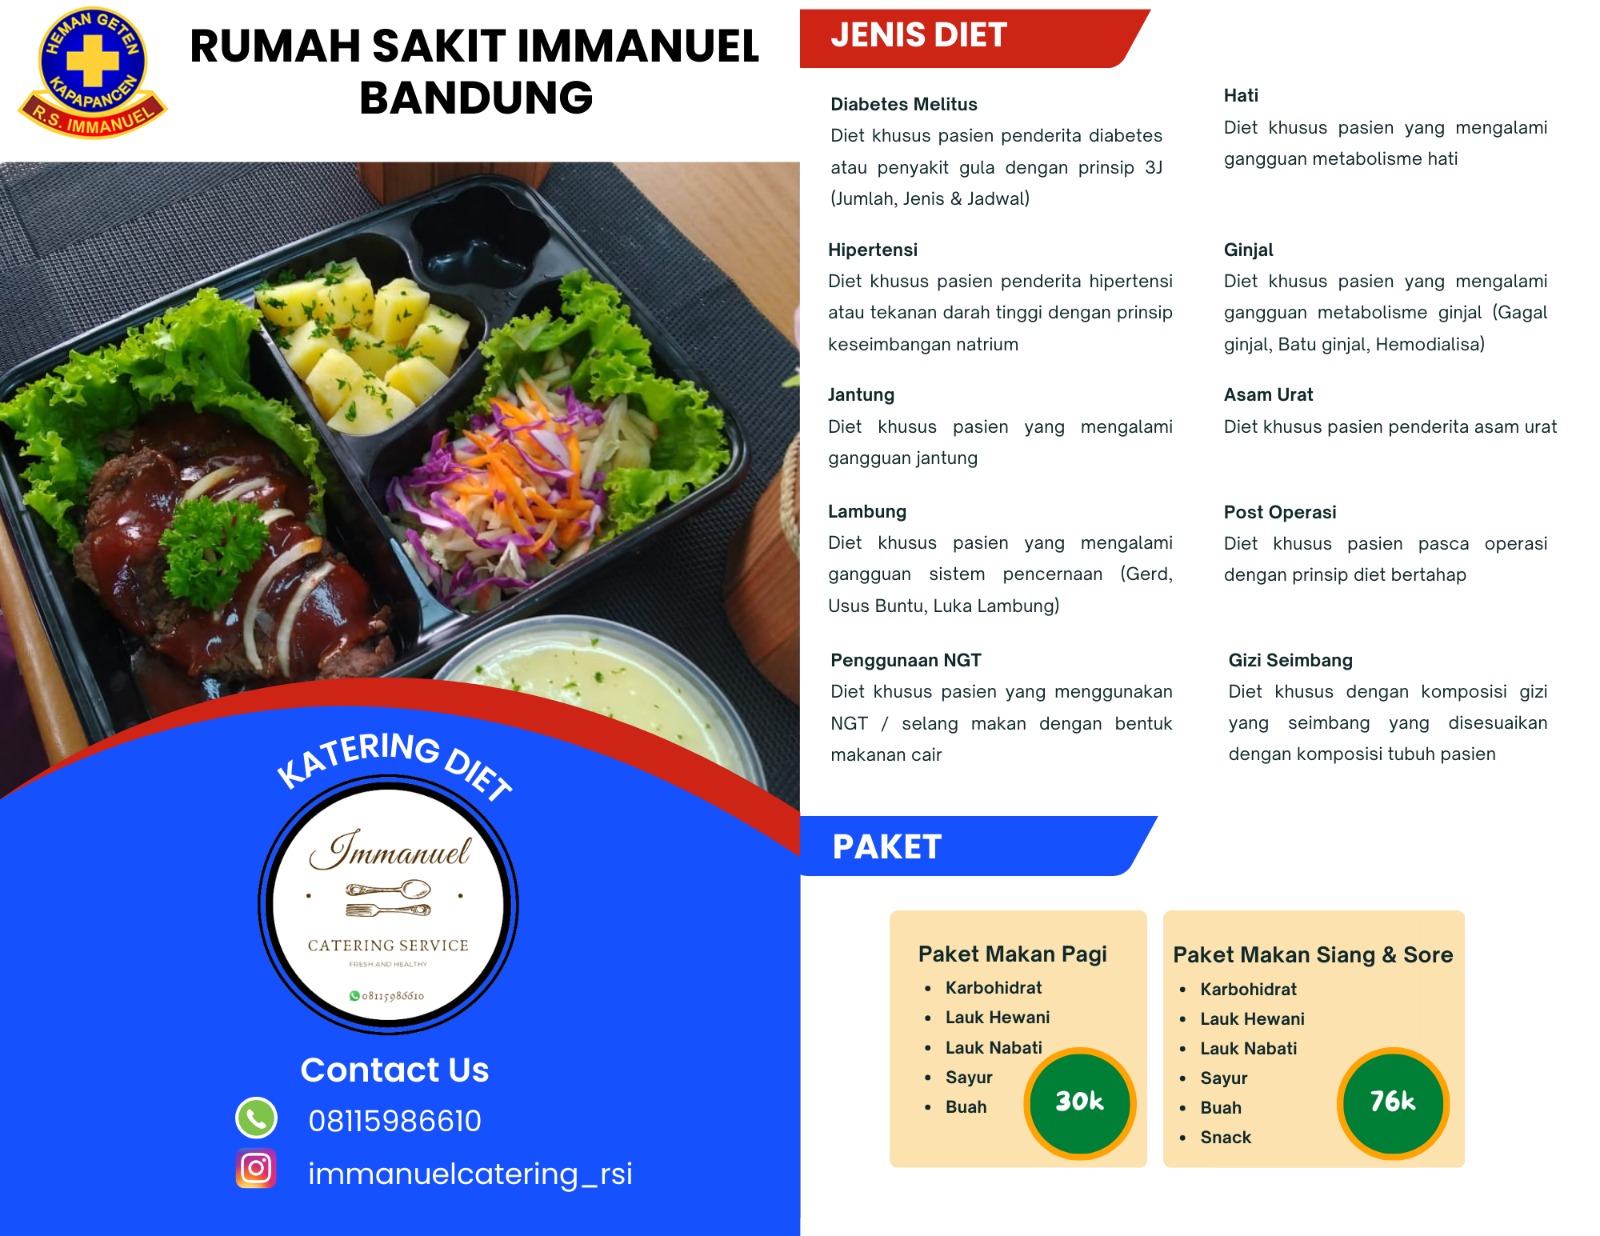 HEMAN GETEN
KAPAPANCEN
R.S. IMMANUEL
RUMAH SAKIT IMMANUEL
BANDUNG
KATERING DIET
Immanuel
CATERING SERVICE
FRESH AND HEALTHY
08115986610
Contact Us
08115986610
immanuelcatering_rsi
JENIS DIET
Diabetes Melitus
Diet khusus pasien penderita diabetes
atau penyakit gula dengan prinsip 3J
(Jumlah, Jenis & Jadwal)
Hipertensi
Diet khusus pasien penderita hipertensi
atau tekanan darah tinggi dengan prinsip
keseimbangan natrium
Jantung
Diet khusus pasien yang mengalami
gangguan jantung
Lambung
Diet khusus pasien yang mengalami
gangguan sistem pencernaan (Gerd,
Usus Buntu, Luka Lambung)
Penggunaan NGT
Diet khusus pasien yang menggunakan
NGT / selang makan dengan bentuk
makanan cair
Hati
Diet khusus pasien yang mengalami
gangguan metabolisme hati
Ginjal
Diet khusus pasien yang mengalami
gangguan metabolisme ginjal (Gagal
ginjal, Batu ginjal, Hemodialisa)
Asam Urat
Diet khusus pasien penderita asam urat
Post Operasi
Diet khusus pasien pasca operasi
dengan prinsip diet bertahap
Gizi Seimbang
Diet khusus dengan komposisi gizi
yang seimbang yang disesuaikan
dengan komposisi tubuh pasien
PAKET
Paket Makan Pagi
• Karbohidrat
• Lauk Hewani
• Lauk Nabati
• Sayur
• Buah
30k
Paket Makan Siang & Sore
• Karbohidrat
• Lauk Hewani
• Lauk Nabati
• Sayur
• Buah
• Snack
76k